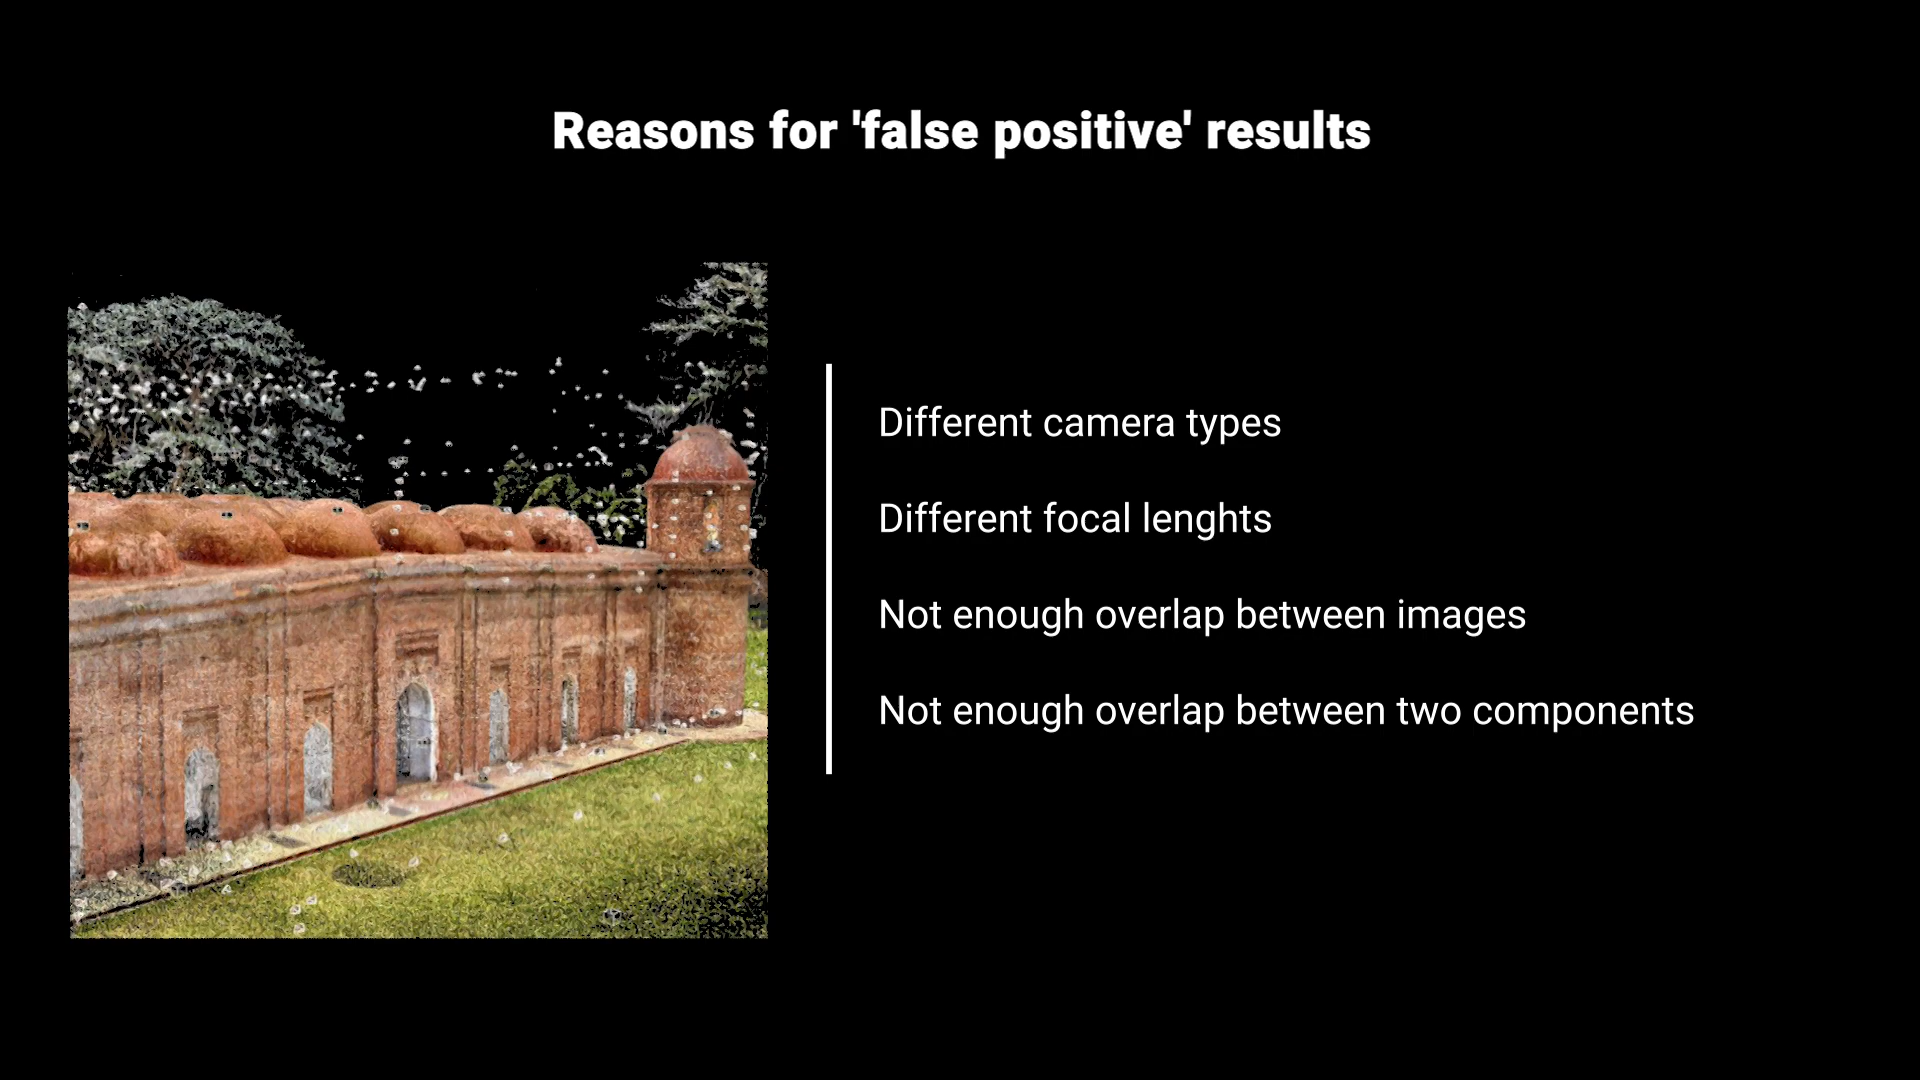 Reasons for 'false positive' results
Different camera types
Different focal lenghts
Not enough overlap between images
Not enough overlap between two components